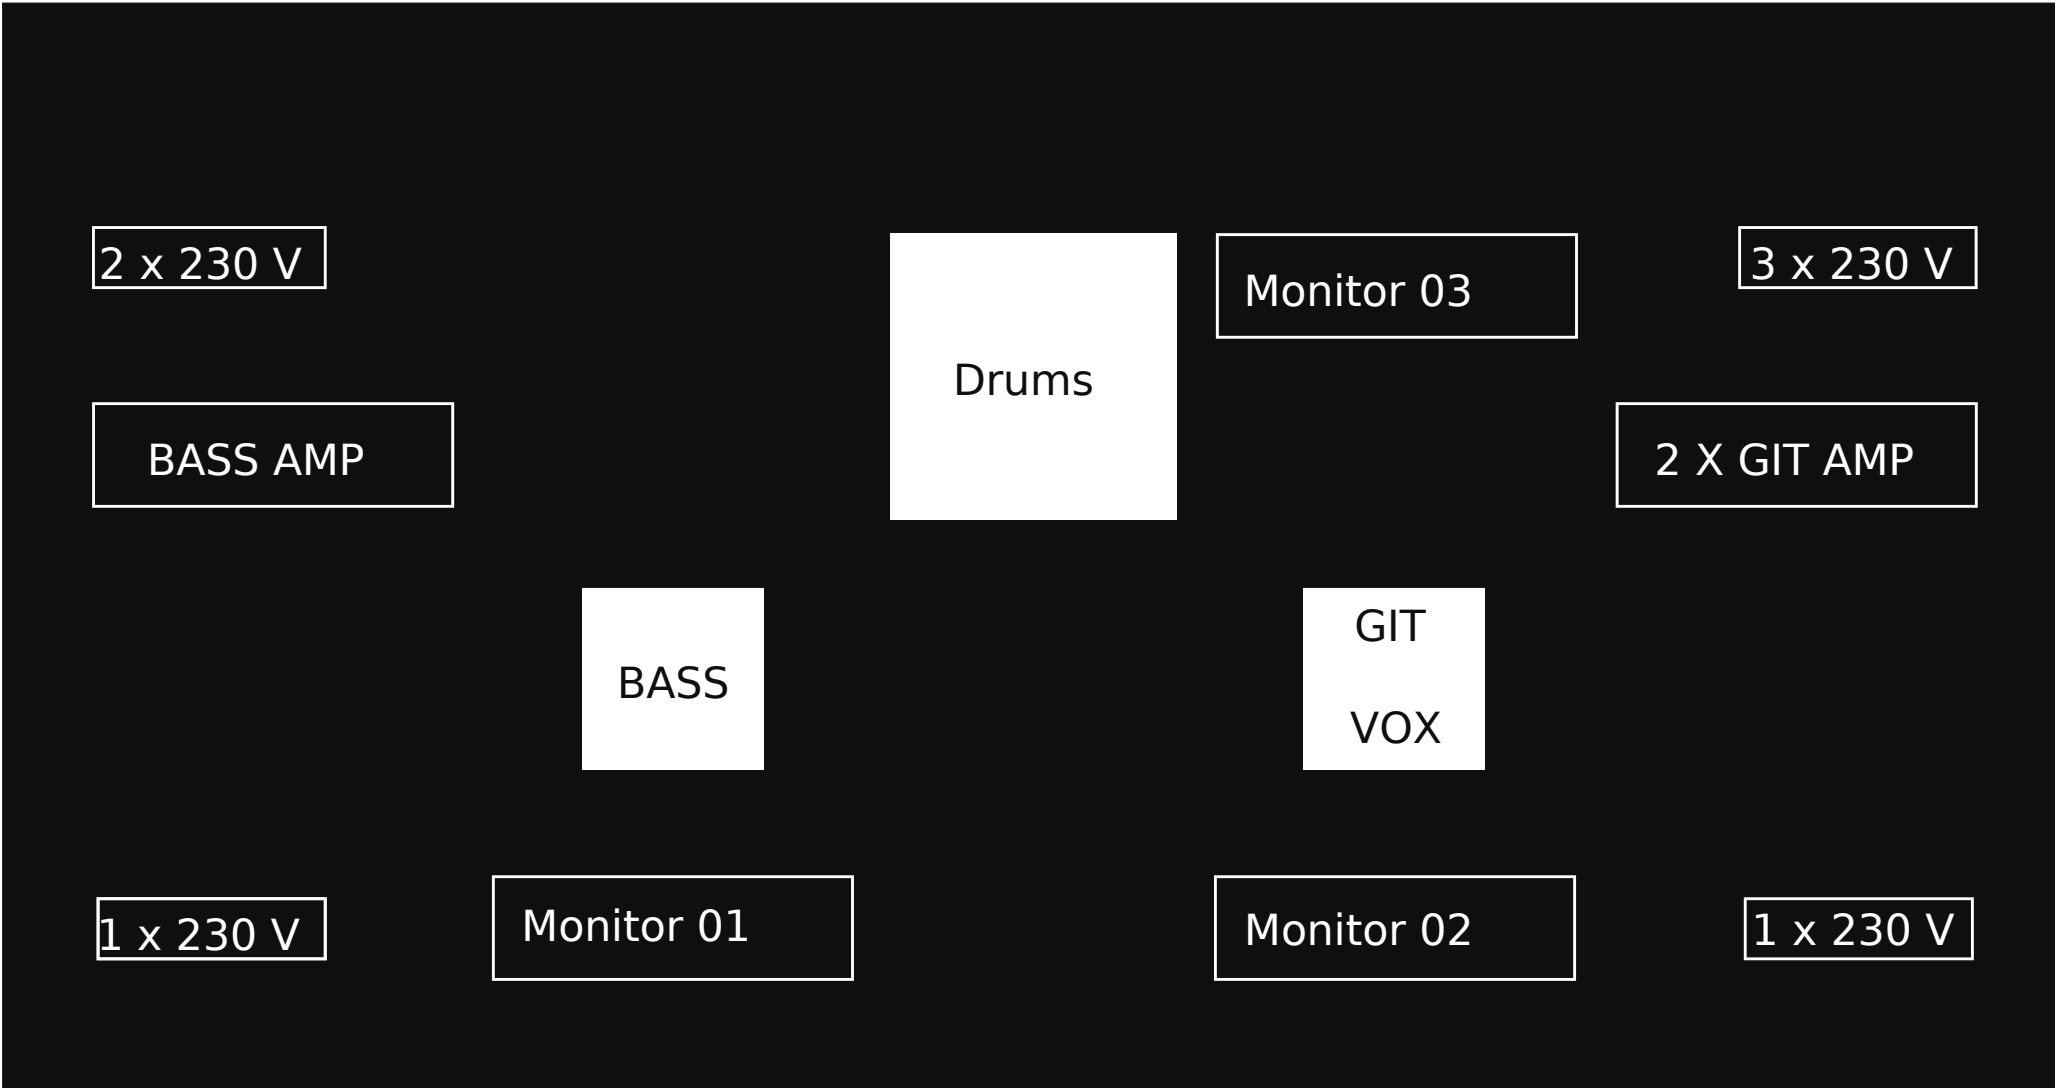 2 x 230 V
Monitor 03
3 x 230 V
Drums
BASS AMP
2 X GIT AMP
BASS
GIT
VOX
1 x 230 V
Monitor 01
Monitor 02
1 x 230 V